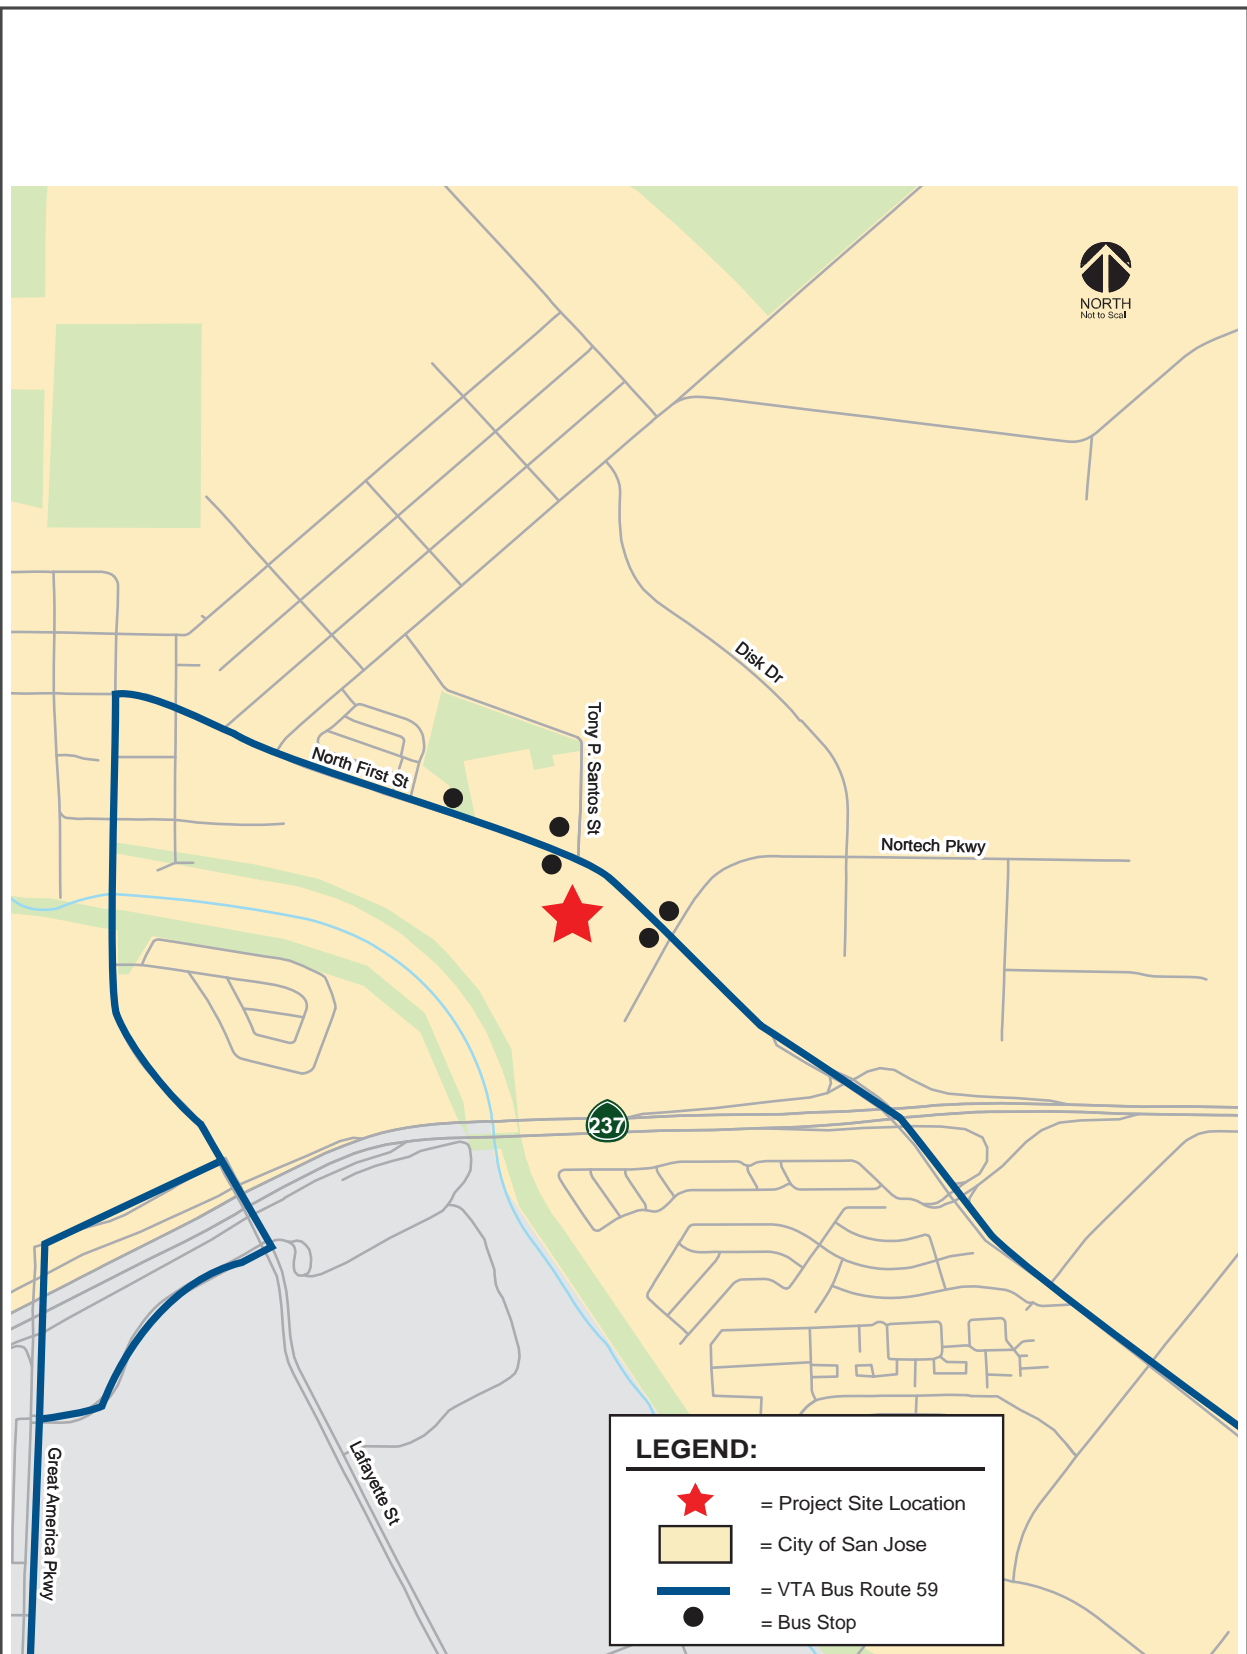 NORTH
Not to Scal
Disk Dr
Tony P. Santos St
North First St
Nortech Pkwy
237
Great America Pkwy
Lafayette St
LEGEND:
= Project Site Location
= City of San Jose
= VTA Bus Route 59
= Bus Stop